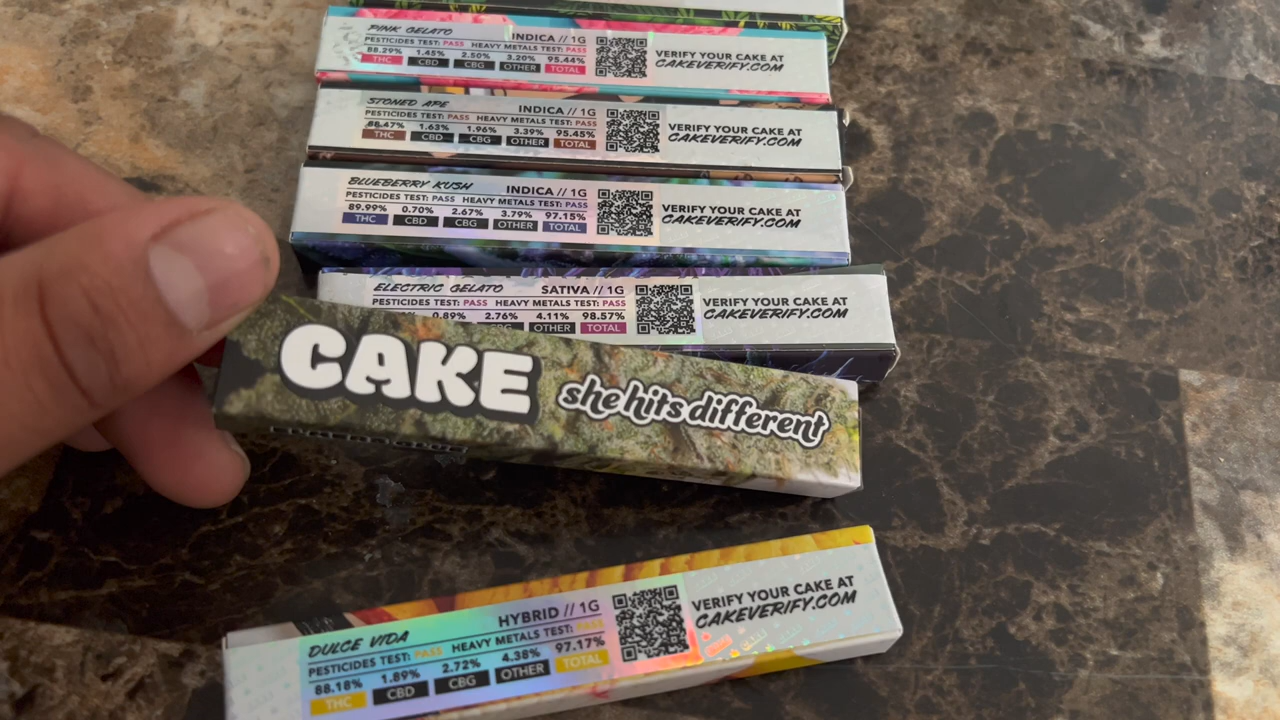 PINK GELATO
INDICA // 1G
PESTICIDES TEST: PASS HEAVY METALS TEST: PASS
88.29% 1.45% 2.50% 3.20% 95.44%
THC CBD CBG OTHER TOTAL
VERIFY YOUR CAKE AT
CAKEVERIFY.COM
STONED APE
INDICA // 1G
PESTICIDES TEST: PASS HEAVY METALS TEST: PASS
88.47% 1.63% 1.96% 3.39% 95.45%
THC CBD CBG OTHER TOTAL
VERIFY YOUR CAKE AT
CAKEVERIFY.COM
BLUEBERRY KUSH
INDICA // 1G
PESTICIDES TEST: PASS HEAVY METALS TEST: PASS
89.99% 0.70% 2.67% 3.79% 97.15%
THC CBD CBG OTHER TOTAL
VERIFY YOUR CAKE AT
CAKEVERIFY.COM
ELECTRIC GELATO
SATIVA // 1G
PESTICIDES TEST: PASS HEAVY METALS TEST: PASS
0.89% 2.76% 4.11% 98.57%
OTHER TOTAL
VERIFY YOUR CAKE AT
CAKEVERIFY.COM
CAKE
she hits different
DULCE VIDA
HYBRID // 1G
PESTICIDES TEST: PASS HEAVY METALS TEST: PASS
88.18% 1.89% 2.72% 4.38% 97.17%
THC CBD CBG OTHER TOTAL
VERIFY YOUR CAKE AT
CAKEVERIFY.COM